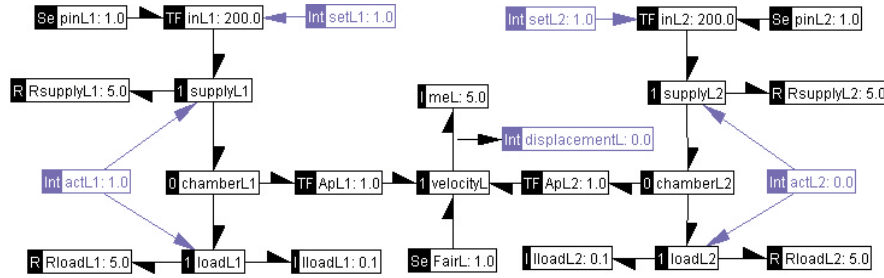 Se pinL1: 1.0 TF inL1: 200.0 Int setL1: 1.0 Int setL2: 1.0 TF inL2: 200.0 Se pinL2: 1.0
R RsupplyL1: 5.0 1 supplyL1 I meL: 5.0 1 supplyL2 R RsupplyL2: 5.0
Int displacementL: 0.0
Int actL1: 1.0 0 chamberL1 TF ApL1: 1.0 1 velocityL TF ApL2: 1.0 0 chamberL2 Int actL2: 0.0
R RloadL1: 5.0 1 loadL1 I IloadL1: 0.1 Se FairL: 1.0 I IloadL2: 0.1 1 loadL2 R RloadL2: 5.0